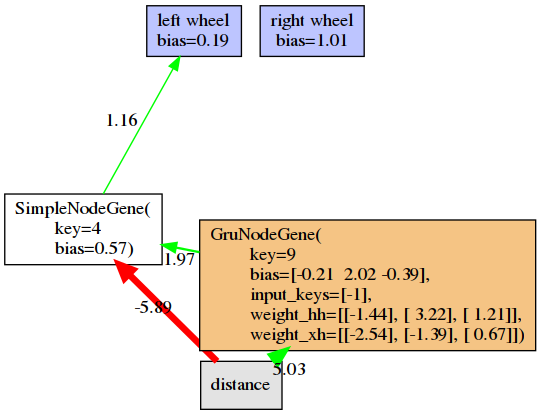 left wheel
bias=0.19
right wheel
bias=1.01
1.16
SimpleNodeGene(
key=4
bias=0.57)
1.97
GruNodeGene(
key=9
bias=[-0.21 2.02 -0.39],
input_keys=[-1],
weight_hh=[[-1.44], [ 3.22], [ 1.21]],
weight_xh=[[-2.54], [-1.39], [ 0.67]])
-5.89
5.03
distance